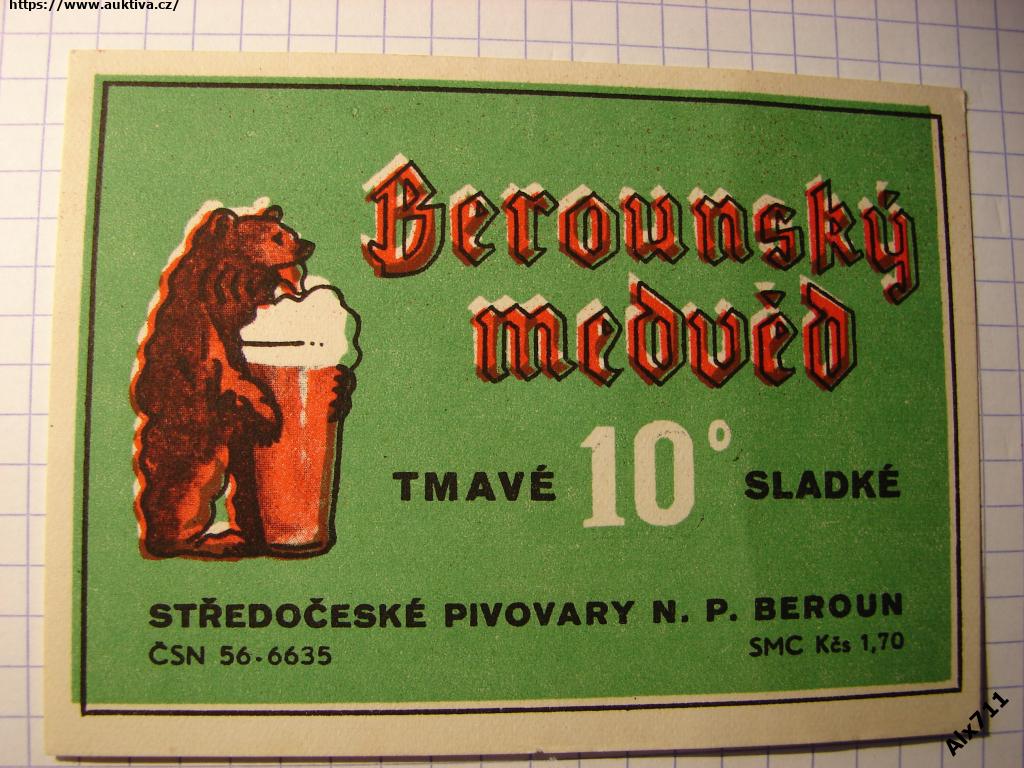 https://www.auktiva.cz/
Berounský
medvěd
TMAVÉ 10° SLADKÉ
STŘEDOČESKÉ PIVOVARY N. P. BEROUN
ČSN 56-6635
SMC Kčs 1,70
Alx711